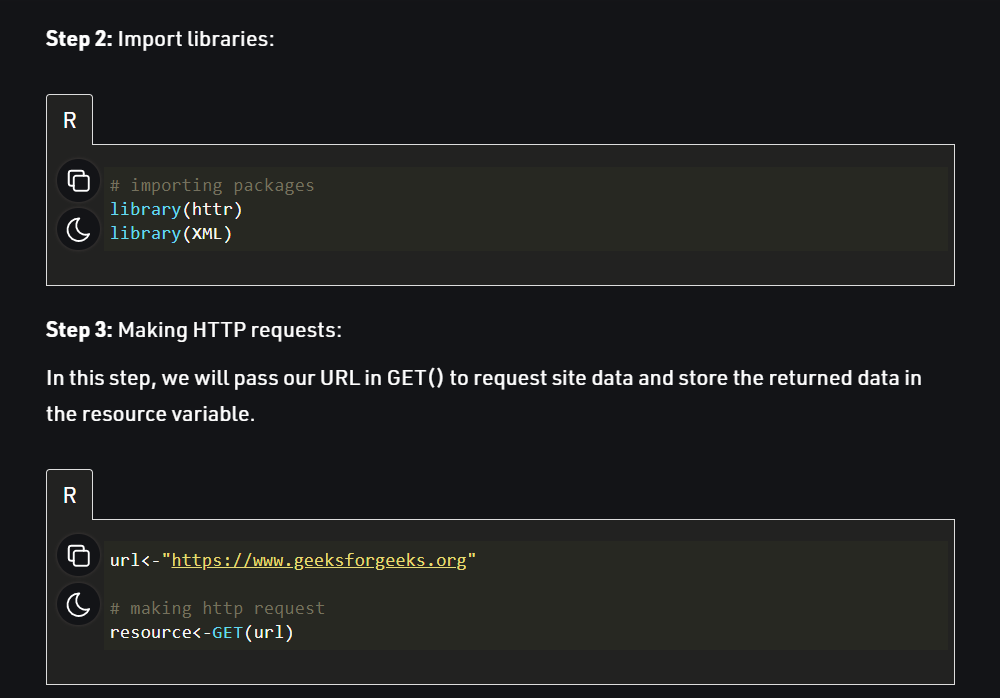 Step 2: Import libraries:
R
# importing packages
library(httr)
library(XML)
Step 3: Making HTTP requests:
In this step, we will pass our URL in GET() to request site data and store the returned data in
the resource variable.
R
url<-"https://www.geeksforgeeks.org"
# making http request
resource<-GET(url)